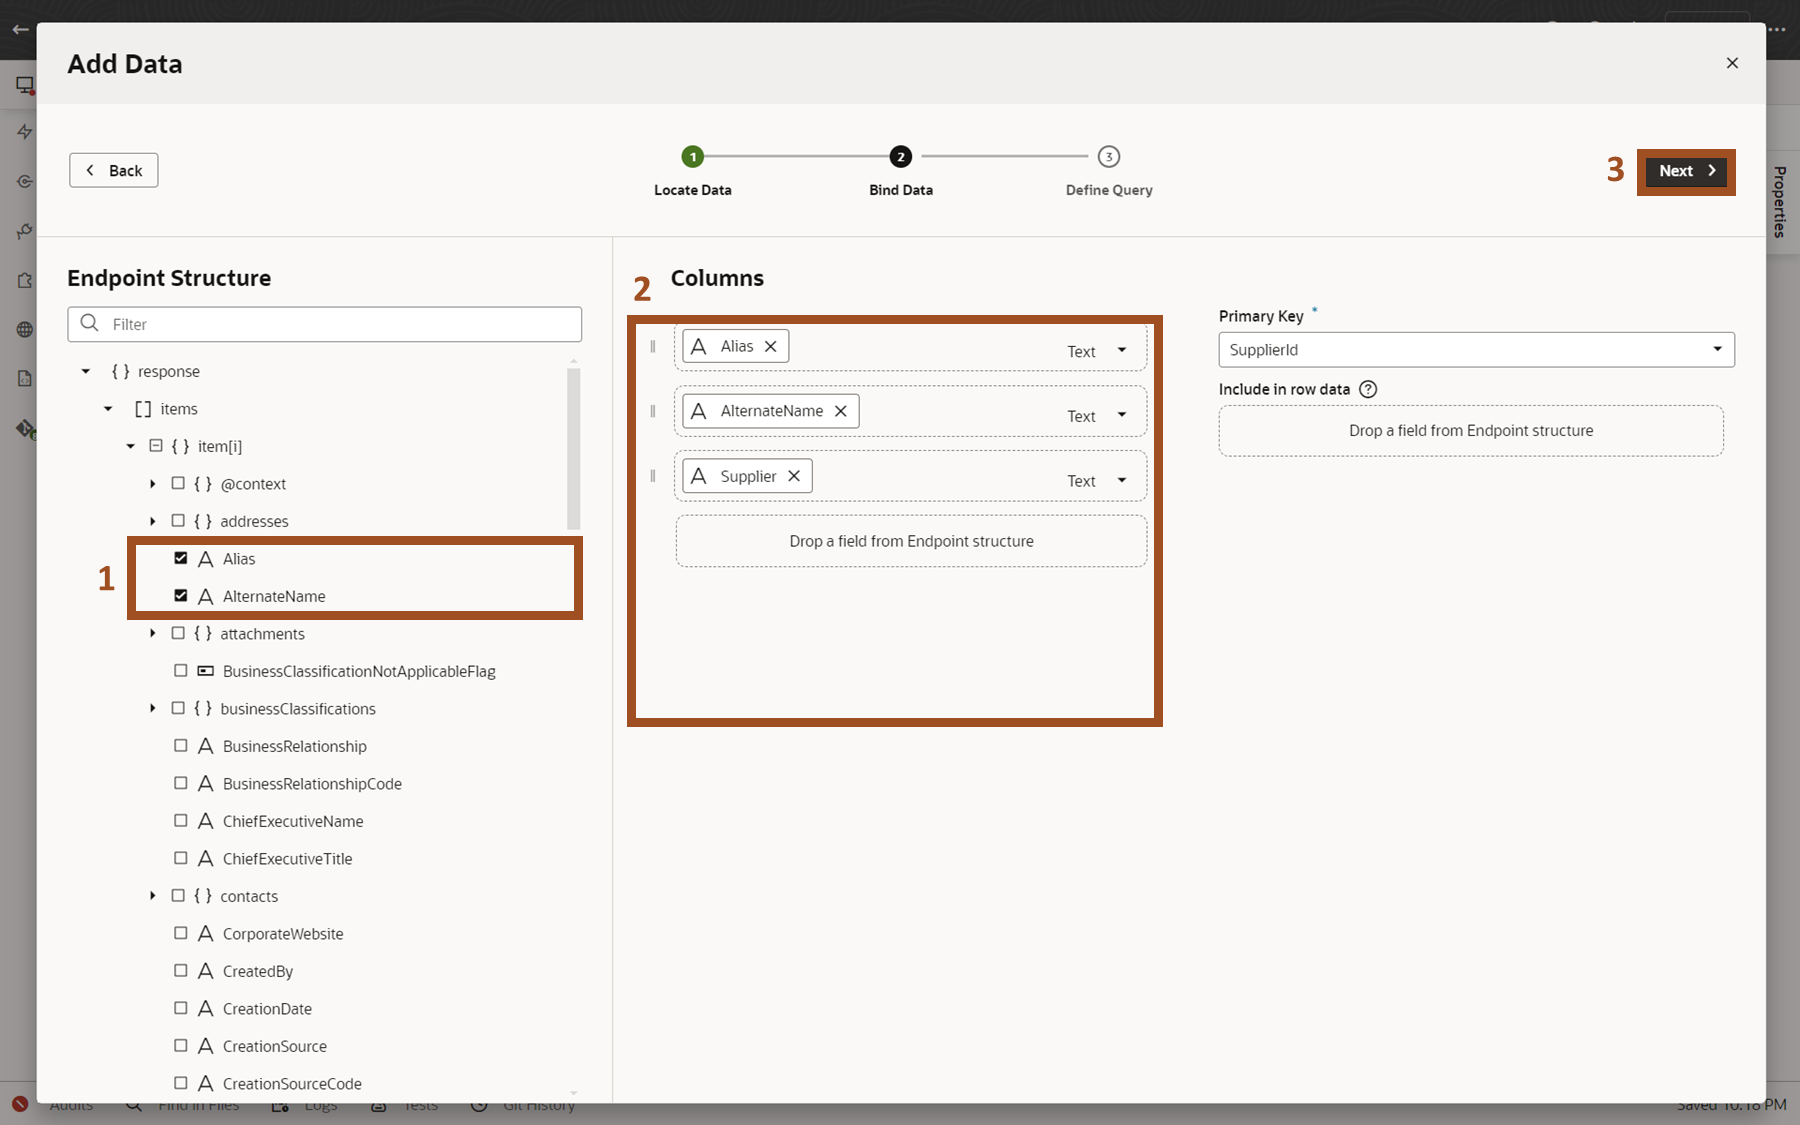 Add Data
Back
1
2
3
Locate Data
Bind Data
Define Query
3
Next
Properties
Endpoint Structure
Filter
response
items
item[i]
@context
addresses
1
Alias
AlternateName
attachments
BusinessClassificationNotApplicableFlag
businessClassifications
BusinessRelationship
BusinessRelationshipCode
ChiefExecutiveName
ChiefExecutiveTitle
contacts
CorporateWebsite
CreatedBy
CreationDate
CreationSource
CreationSourceCode
2
Columns
Alias
Text
AlternateName
Text
Supplier
Text
Drop a field from Endpoint structure
Primary Key *
SupplierId
Include in row data ?
Drop a field from Endpoint structure
Audits
Find in Files
Logs
Tests
Git History
Saved 10:18 PM